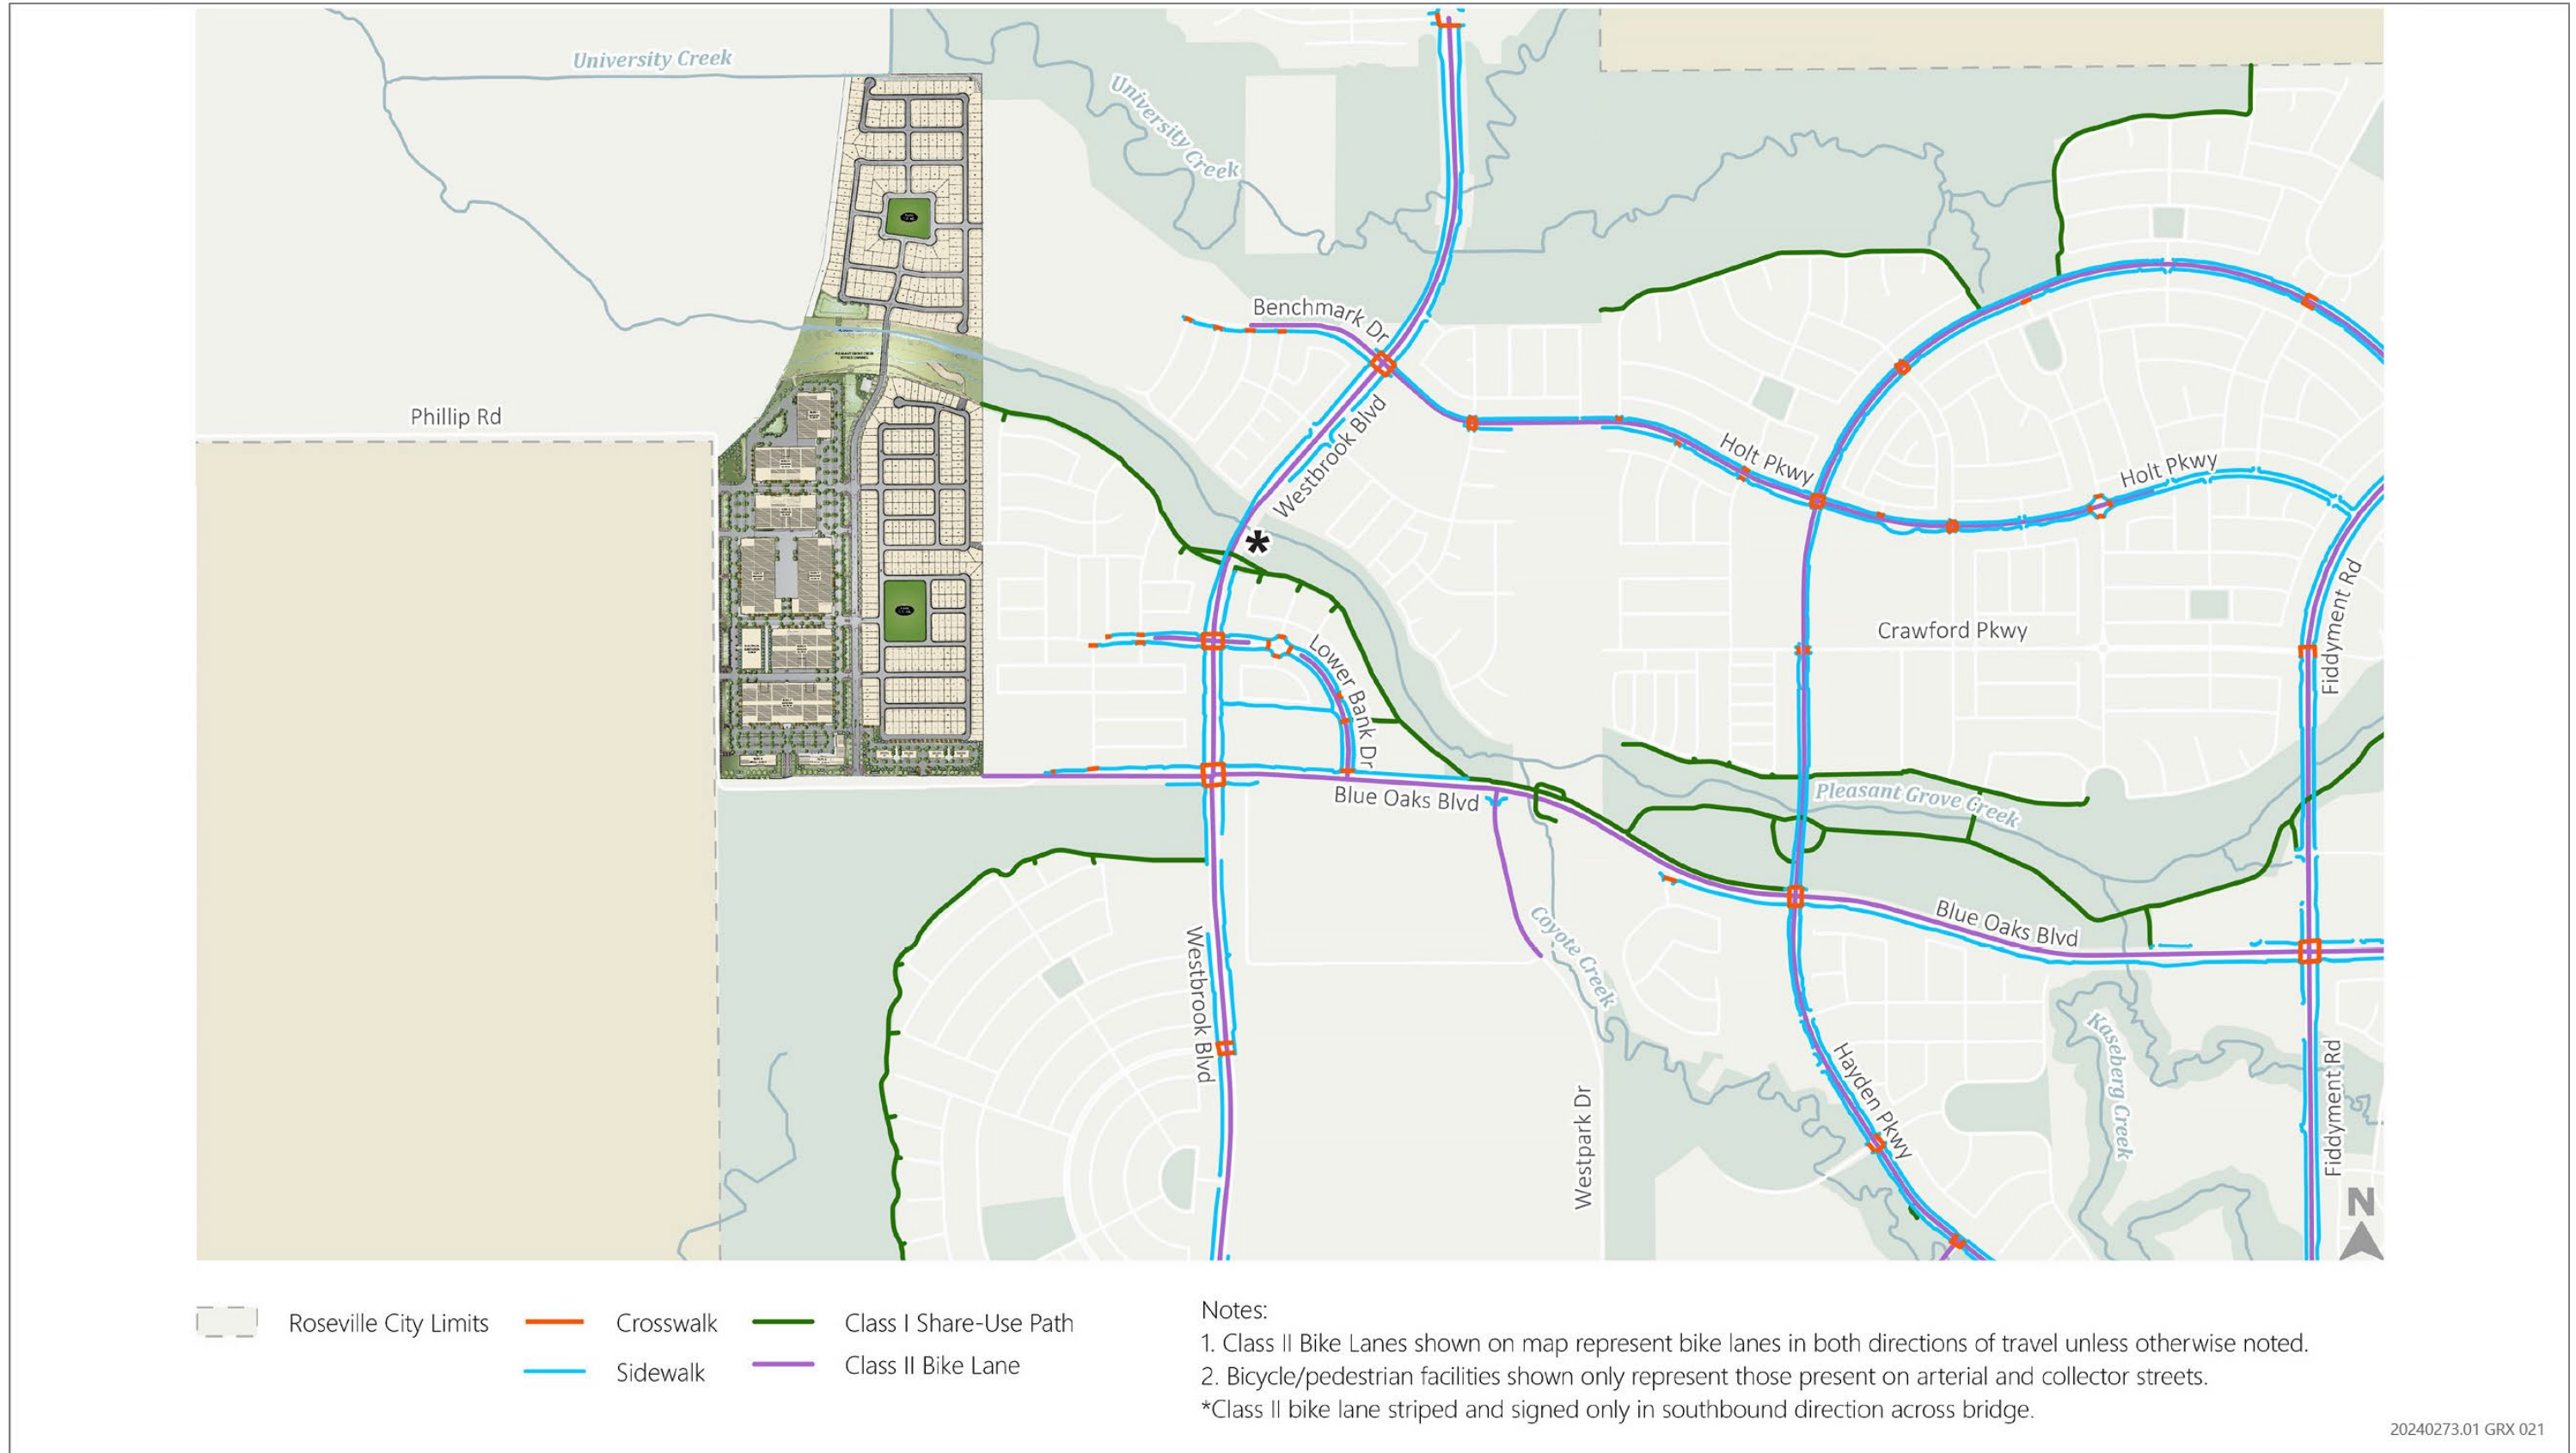 University Creek
University Creek
Benchmark Dr
Phillip Rd
Westbrook Blvd
Holt Pkwy
Holt Pkwy
*
Fiddyment Rd
Crawford Pkwy
Lower Bank Dr
Blue Oaks Blvd
Pleasant Grove Creek
Blue Oaks Blvd
Coyote Creek
Westbrook Blvd
Kaseberg Creek
Hayden Pkwy
Westpark Dr
Fiddyment Rd
N
Roseville City Limits
Crosswalk
Class I Share-Use Path
Sidewalk
Class II Bike Lane
Notes:
1. Class II Bike Lanes shown on map represent bike lanes in both directions of travel unless otherwise noted.
2. Bicycle/pedestrian facilities shown only represent those present on arterial and collector streets.
*Class II bike lane striped and signed only in southbound direction across bridge.
20240273.01 GRX 021